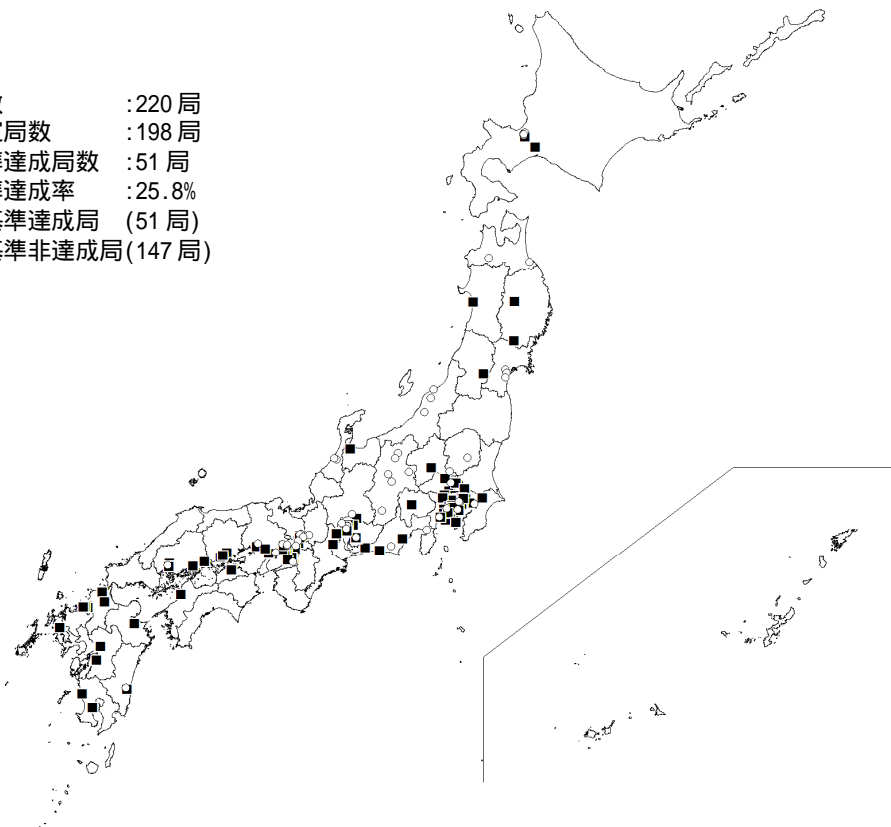 :220局
局数 :198局
達成局数 :51局
達成率 :25.8%
基準達成局 (51局)
基準非達成局(147局)